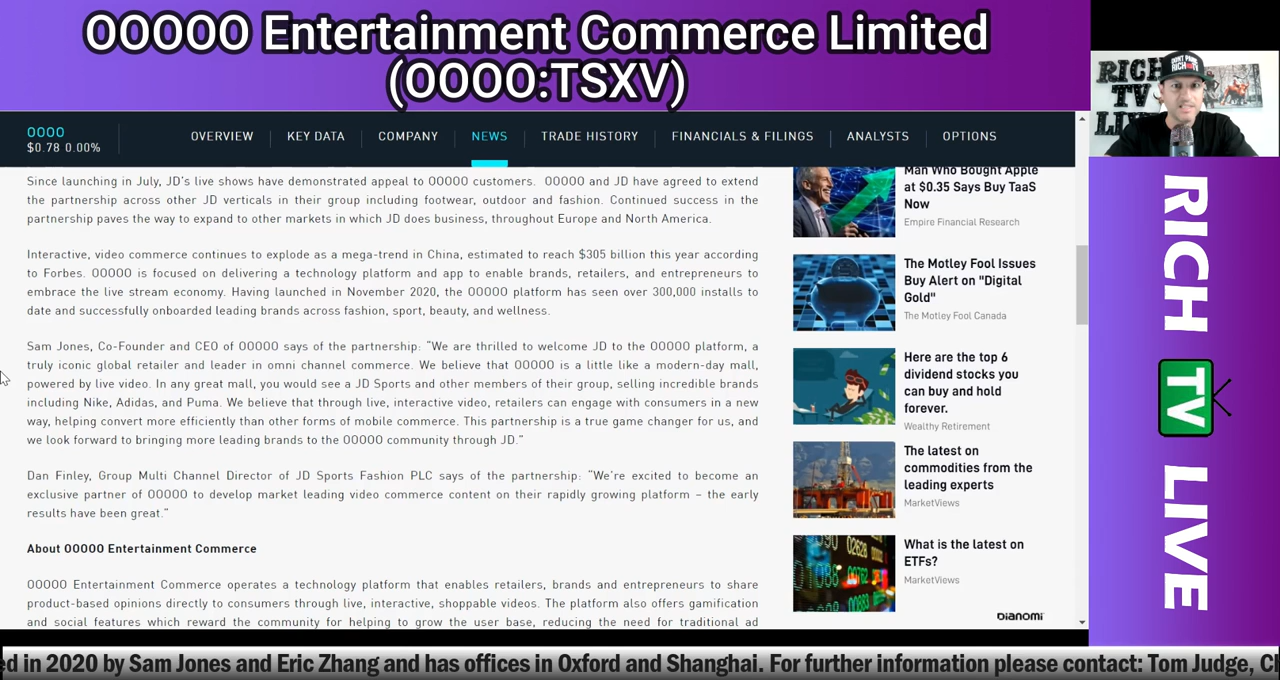 OOOOO Entertainment Commerce Limited
(OOOO:TSXV)
OOOO
$0.78 0.00%
OVERVIEW
KEY DATA
COMPANY
NEWS
TRADE HISTORY
FINANCIALS & FILINGS
ANALYSTS
OPTIONS
Since launching in July, JD's live shows have demonstrated appeal to OOOOO customers. OOOOO and JD have agreed to extend
the partnership across other JD verticals in their group including footwear, outdoor and fashion. Continued success in the
partnership paves the way to expand to other markets in which JD does business, throughout Europe and North America.
Interactive, video commerce continues to explode as a mega-trend in China, estimated to reach $305 billion this year according
to Forbes. OOOOO is focused on delivering a technology platform and app to enable brands, retailers, and entrepreneurs to
embrace the live stream economy. Having launched in November 2020, the OOOOO platform has seen over 300,000 installs to
date and successfully onboarded leading brands across fashion, sport, beauty, and wellness.
Sam Jones, Co-Founder and CEO of OOOOO says of the partnership: "We are thrilled to welcome JD to the OOOOO platform, a
truly iconic global retailer and leader in omni channel commerce. We believe that OOOOO is a little like a modern-day mall,
powered by live video. In any great mall, you would see a JD Sports and other members of their group, selling incredible brands
including Nike, Adidas, and Puma. We believe that through live, interactive video, retailers can engage with consumers in a new
way, helping convert more efficiently than other forms of mobile commerce. This partnership is a true game changer for us, and
we look forward to bringing more leading brands to the OOOOO community through JD."
Dan Finley, Group Multi Channel Director of JD Sports Fashion PLC says of the partnership: "We're excited to become an
exclusive partner of OOOOO to develop market leading video commerce content on their rapidly growing platform – the early
results have been great."
About OOOOO Entertainment Commerce
OOOOO Entertainment Commerce operates a technology platform that enables retailers, brands and entrepreneurs to share
product-based opinions directly to consumers through live, interactive, shoppable videos. The platform also offers gamification
and social features which reward the community for helping to grow the user base, reducing the need for traditional ad
Man Who Bought Apple
at $0.35 Says Buy TaaS
Now
Empire Financial Research
The Motley Fool Issues
Buy Alert on "Digital
Gold"
The Motley Fool Canada
Here are the top 6
dividend stocks you
can buy and hold
forever.
Wealthy Retirement
The latest on
commodities from the
leading experts
MarketViews
What is the latest on
ETFs?
MarketViews
DIANOMI
RICH
TV
LIVE
RICH
TV
LIVE
ed in 2020 by Sam Jones and Eric Zhang and has offices in Oxford and Shanghai. For further information please contact: Tom Judge, C